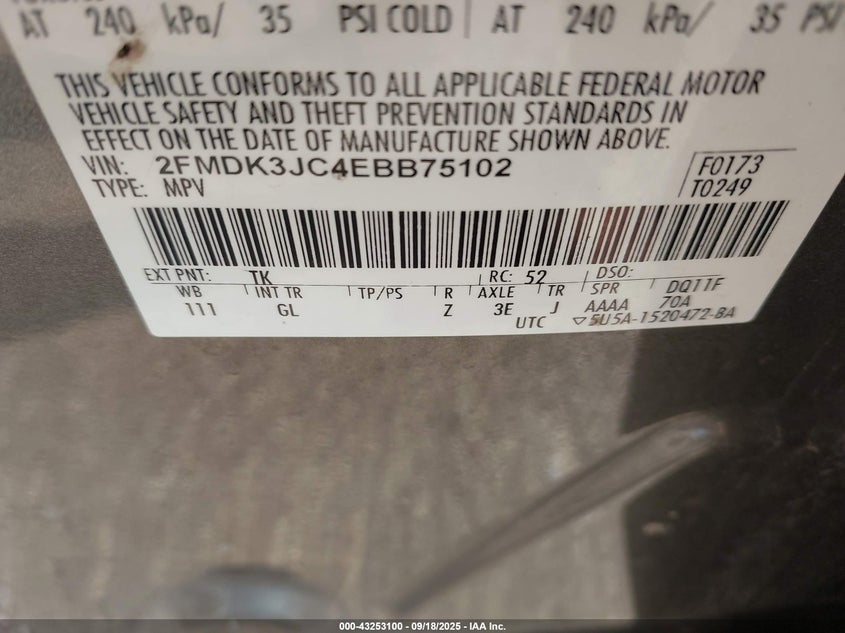 AT 240 kPa/ 35 PSI COLD AT 240 kPa/ 35 PSI
THIS VEHICLE CONFORMS TO ALL APPLICABLE FEDERAL MOTOR
VEHICLE SAFETY AND THEFT PREVENTION STANDARDS IN
EFFECT ON THE DATE OF MANUFACTURE SHOWN ABOVE.
VIN: 2FMDK3JC4EBB75102 F0173
TYPE: MPV T0249
EXT PNT: TK RC: 52 DSO:
WB INT TR TP/PS R AXLE TR SPR DQ11F
111 GL Z 3E J AAAA 70A
UTC ▽5U5A-1520472-BA
000-43253100 - 09/18/2025 - IAA Inc.